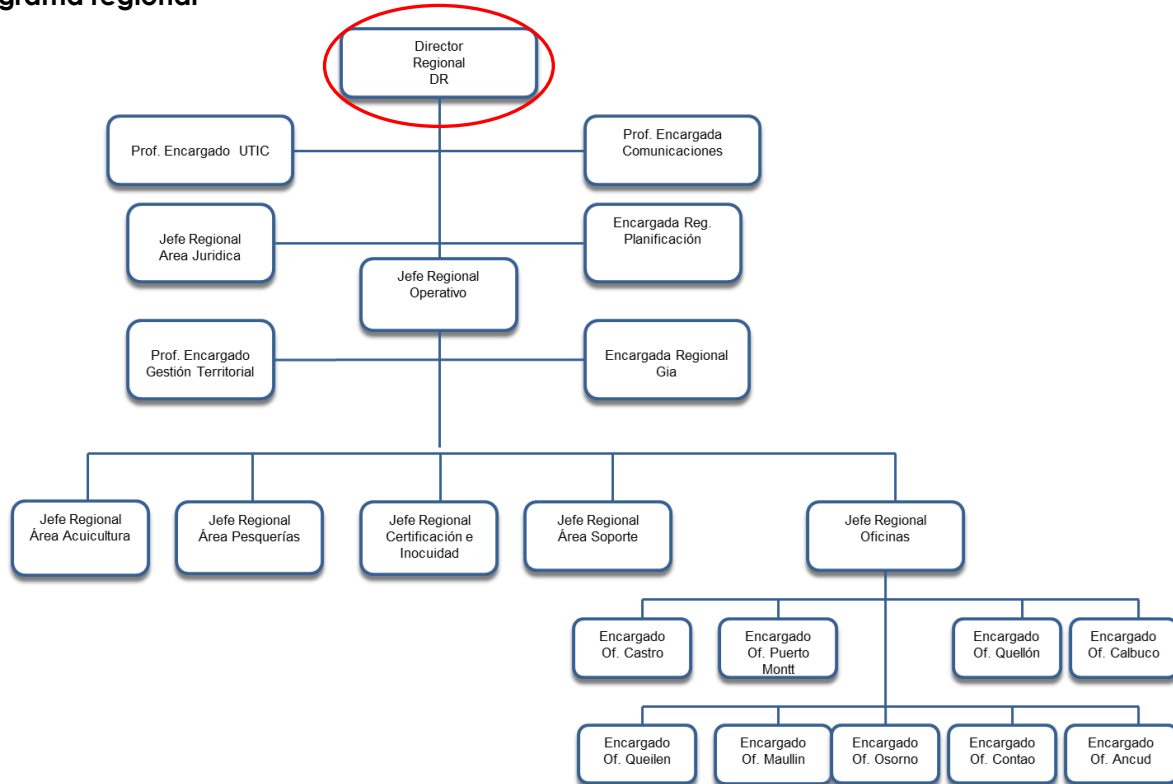 grama regional
Director
Regional
DR
Prof. Encargado UTIC
Prof. Encargada
Comunicaciones
Jefe Regional
Area Juridica
Encargada Reg.
Planificación
Jefe Regional
Operativo
Prof. Encargado
Gestión Territorial
Encargada Regional
Gia
Jefe Regional
Área Acuicultura
Jefe Regional
Área Pesquerías
Jefe Regional
Certificación e
Inocuidad
Jefe Regional
Área Soporte
Jefe Regional
Oficinas
Encargado
Of. Castro
Encargado
Of. Puerto
Montt
Encargado
Of. Quellón
Encargado
Of. Calbuco
Encargado
Of. Queilen
Encargado
Of. Maullin
Encargado
Of. Osorno
Encargado
Of. Contao
Encargado
Of. Ancud